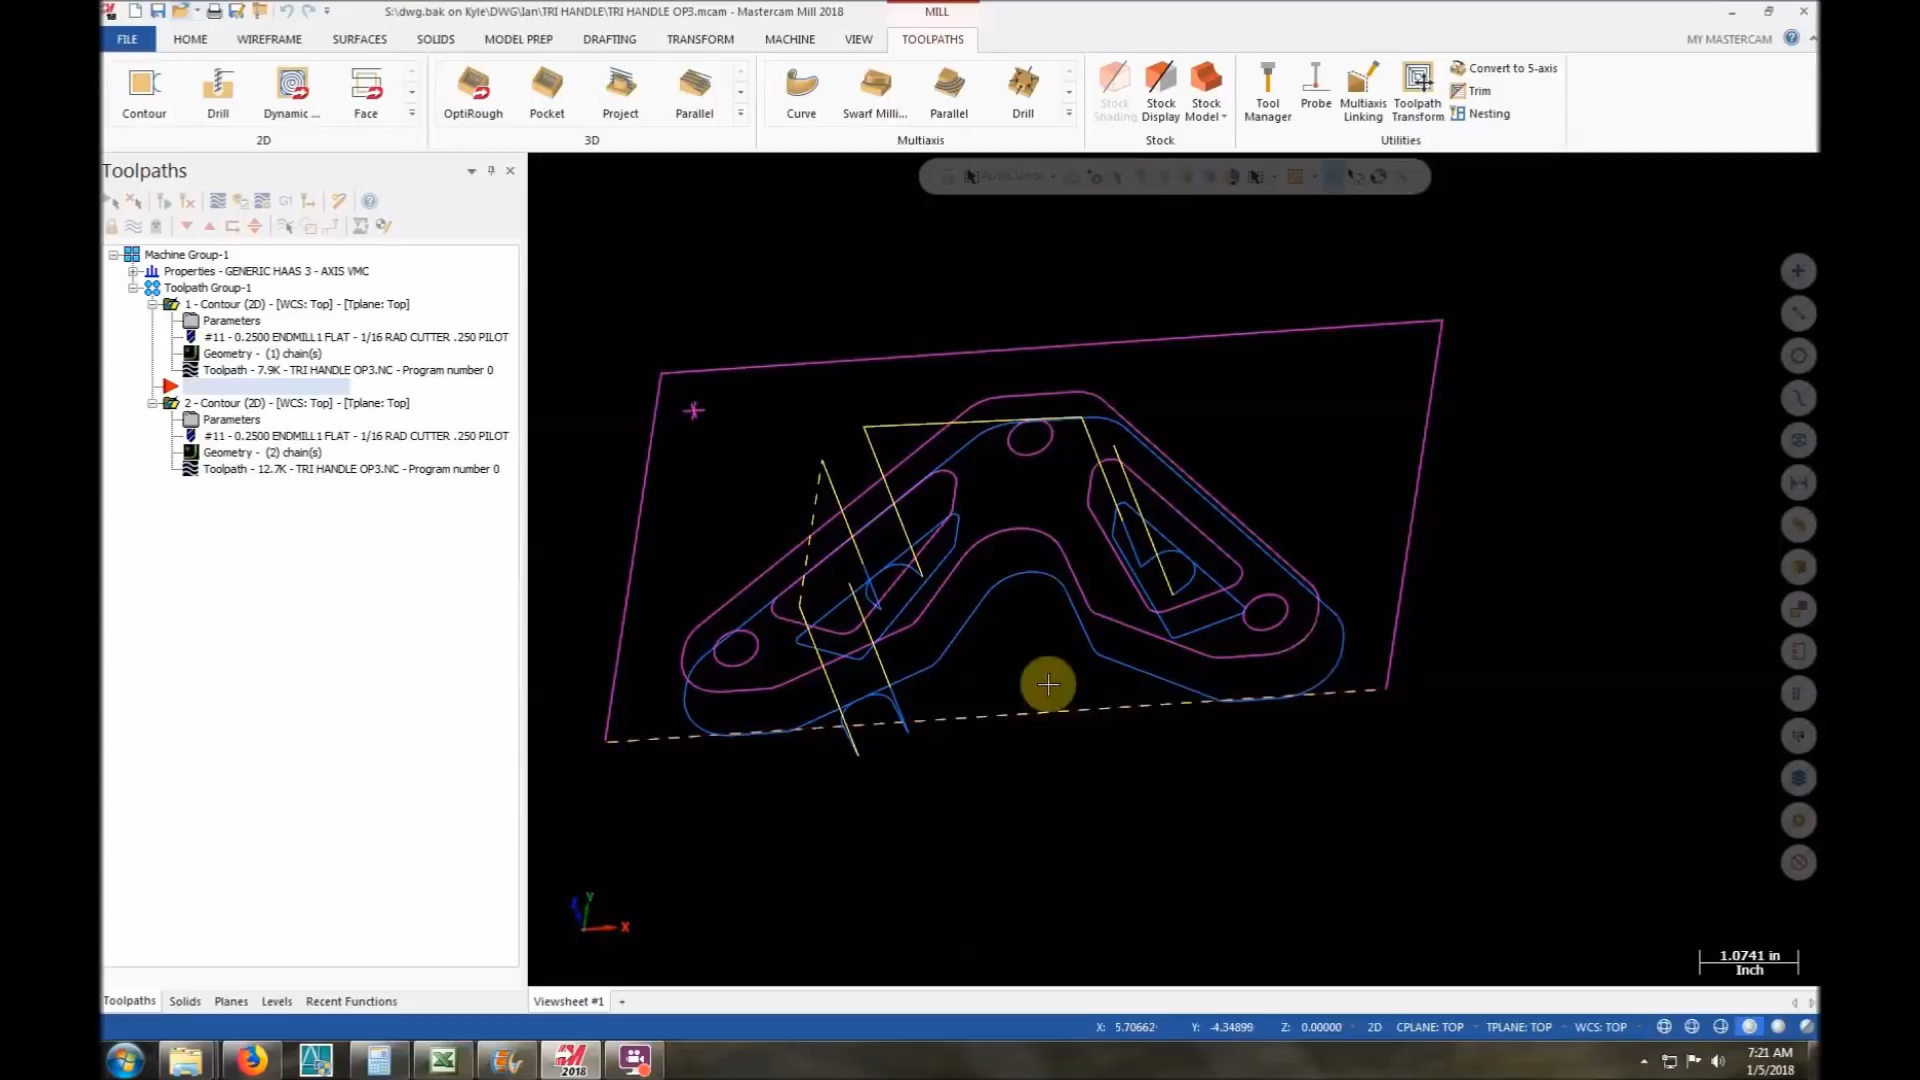 S:\dwg.bak on Kyle\DWG\Ian\TRI HANDLE\TRI HANDLE OP3.mcam - Mastercam Mill 2018
MILL
FILE
HOME
WIREFRAME
SURFACES
SOLIDS
MODEL PREP
DRAFTING
TRANSFORM
MACHINE
VIEW
TOOLPATHS
MY MASTERCAM
Contour
Drill
Dynamic ...
Face
OptiRough
Pocket
Project
Parallel
Curve
Swarf Milli...
Parallel
Drill
Stock Shading
Stock Display
Stock Model
Tool Manager
Probe
Multiaxis Linking
Toolpath Transform
Convert to 5-axis
Trim
Nesting
2D
3D
Multiaxis
Stock
Utilities
Toolpaths
G1
Machine Group-1
Properties - GENERIC HAAS 3 - AXIS VMC
Toolpath Group-1
1 - Contour (2D) - [WCS: Top] - [Tplane: Top]
Parameters
#11 - 0.2500 ENDMILL1 FLAT - 1/16 RAD CUTTER .250 PILOT
Geometry - (1) chain(s)
Toolpath - 7.9K - TRI HANDLE OP3.NC - Program number 0
2 - Contour (2D) - [WCS: Top] - [Tplane: Top]
Parameters
#11 - 0.2500 ENDMILL1 FLAT - 1/16 RAD CUTTER .250 PILOT
Geometry - (2) chain(s)
Toolpath - 12.7K - TRI HANDLE OP3.NC - Program number 0
Y
X
1.0741 in
Inch
Toolpaths
Solids
Planes
Levels
Recent Functions
Viewsheet #1
+
X: 5.70662
Y: -4.34899
Z: 0.00000
2D
CPLANE: TOP
TPLANE: TOP
WCS: TOP
2018
7:21 AM
1/5/2018